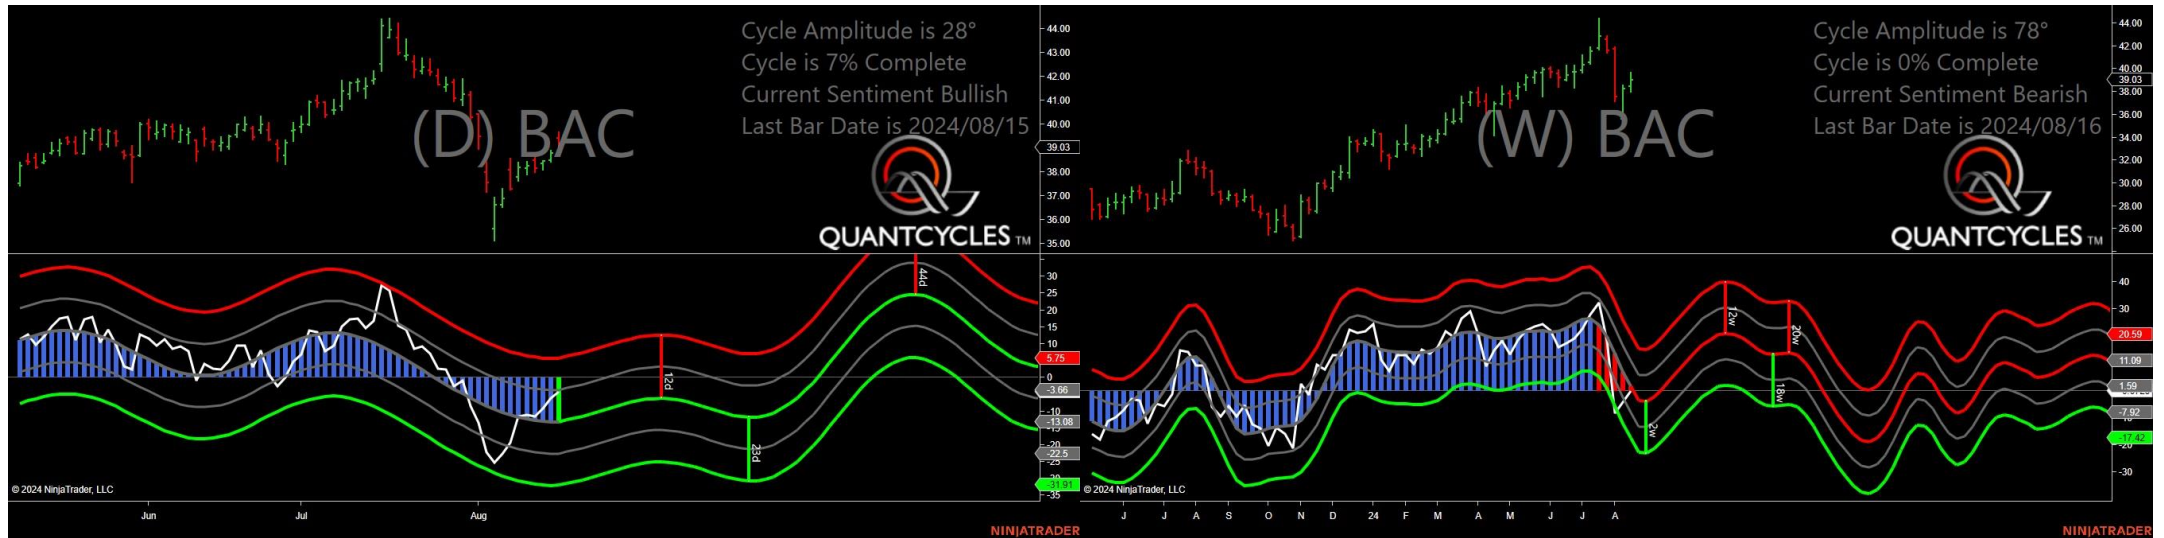 Cycle Amplitude is 28°
Cycle is 7% Complete
Current Sentiment Bullish
Last Bar Date is 2024/08/15
(D) BAC
QUANTCYCLES TM
44.00
43.00
42.00
41.00
40.00
39.03
38.00
37.00
36.00
35.00
44d
12d
23d
30
25
20
15
10
5.75
0
-3.66
-10
-13.08
-22.5
-25
-31.91
-35
© 2024 NinjaTrader, LLC
Jun
Jul
Aug
NINJATRADER
Cycle Amplitude is 78°
Cycle is 0% Complete
Current Sentiment Bearish
Last Bar Date is 2024/08/16
(W) BAC
QUANTCYCLES TM
44.00
42.00
40.00
39.03
38.00
36.00
34.00
32.00
30.00
28.00
26.00
12w
20w
18w
2w
40
30
20.59
11.09
1.59
-7.92
-17.42
-30
© 2024 NinjaTrader, LLC
J J A S O N D 24 F M A M J J A
NINJATRADER